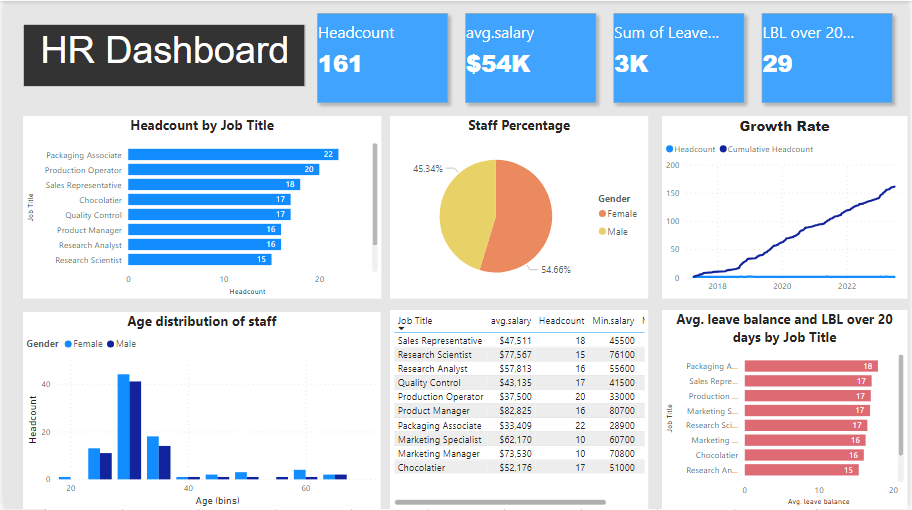 HR Dashboard
Headcount
161
avg.salary
$54K
Sum of Leave...
3K
LBL over 20...
29
Headcount by Job Title
Job Title
Packaging Associate 22
Production Operator 20
Sales Representative 18
Chocolatier 17
Quality Control 17
Product Manager 16
Research Analyst 16
Research Scientist 15
0 10 20
Headcount
Staff Percentage
45.34%
54.66%
Gender
Female
Male
Growth Rate
Headcount Cumulative Headcount
200
150
100
50
0
2018 2020 2022
Age distribution of staff
Gender Female Male
Headcount
40
20
0
20 40 60
Age (bins)
Job Title avg.salary Headcount Min.salary
Sales Representative $47,511 18 45500
Research Scientist $77,567 15 76100
Research Analyst $57,813 16 55600
Quality Control $43,135 17 41500
Production Operator $37,500 20 33000
Product Manager $82,825 16 80700
Packaging Associate $33,409 22 28900
Marketing Specialist $62,170 10 60700
Marketing Manager $73,530 10 70800
Chocolatier $52,176 17 51000
Avg. leave balance and LBL over 20
days by Job Title
Job Title
Packaging A... 18
Sales Repre... 17
Production ... 17
Marketing S... 17
Research Sci... 17
Marketing ... 16
Chocolatier 16
Research An... 15
0 10 20
Avg. leave balance